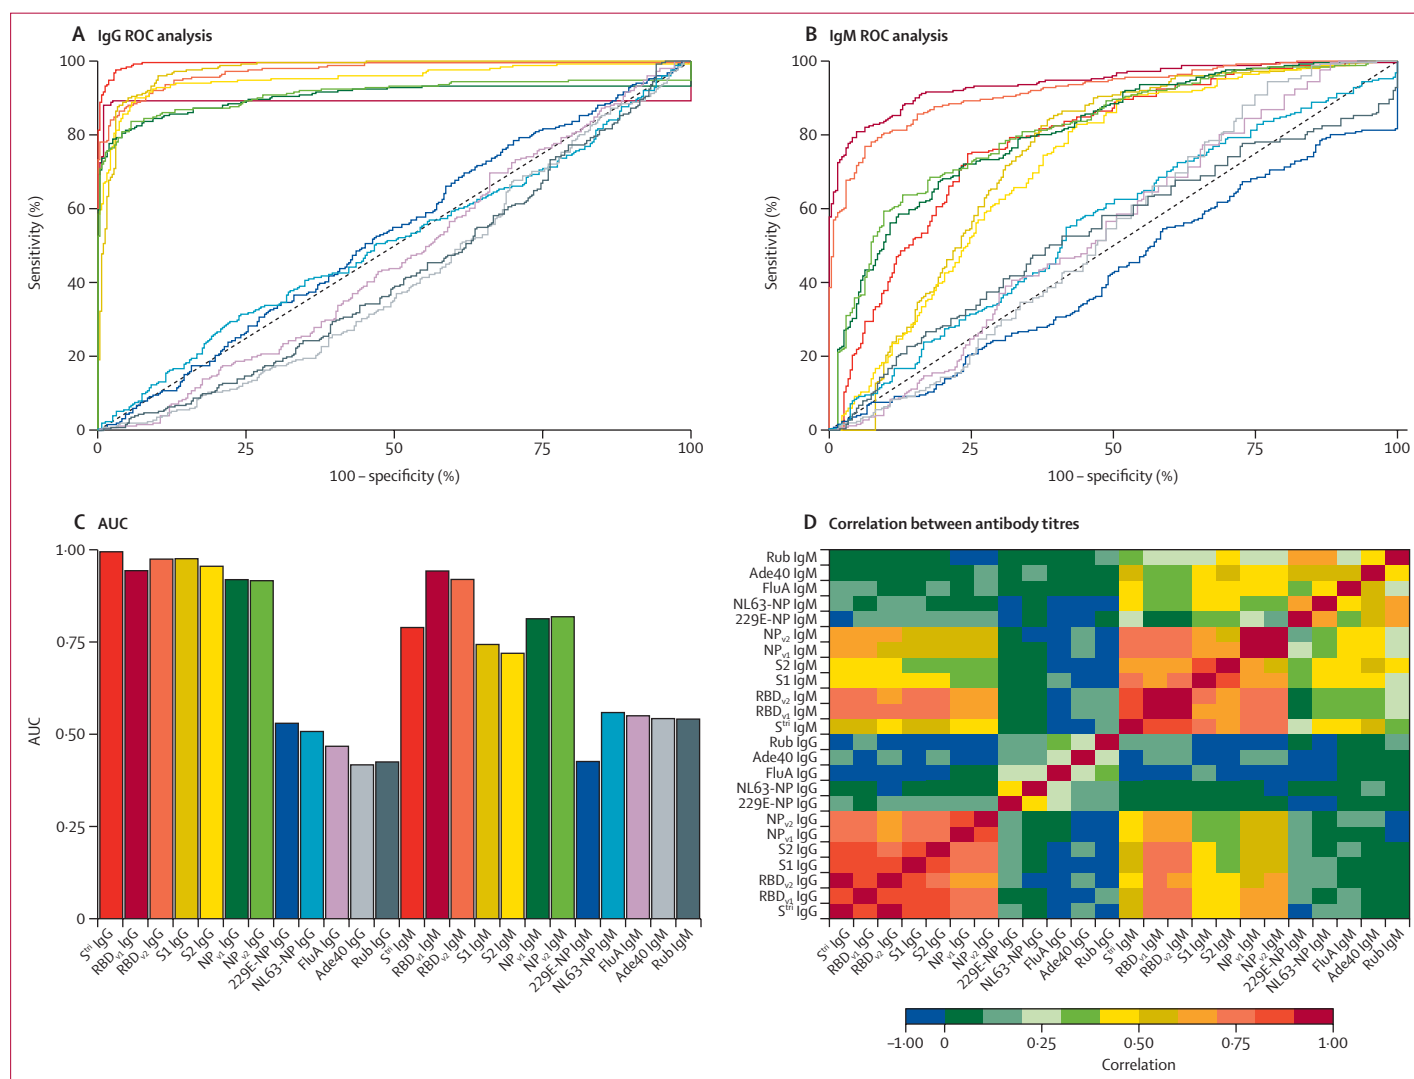 A IgG ROC analysis
100
80
60
40
20
0
Sensitivity (%)
0 25 50 75 100
100 – specificity (%)
B IgM ROC analysis
100
80
60
40
20
0
Sensitivity (%)
0 25 50 75 100
100 – specificity (%)
C AUC
1·00
0·75
0·50
0·25
0
AUC
Stri IgG
RBDv1 IgG
RBDv2 IgG
S1 IgG
S2 IgG
NPv1 IgG
NPv2 IgG
229E-NP IgG
NL63-NP IgG
FluA IgG
Ade40 IgG
Rub IgG
Stri IgM
RBDv1 IgM
RBDv2 IgM
S1 IgM
S2 IgM
NPv1 IgM
NPv2 IgM
229E-NP IgM
NL63-NP IgM
FluA IgM
Ade40 IgM
Rub IgM
D Correlation between antibody titres
Rub IgM
Ade40 IgM
FluA IgM
NL63-NP IgM
229E-NP IgM
NPv2 IgM
NPv1 IgM
S2 IgM
S1 IgM
RBDv2 IgM
RBDv1 IgM
Stri IgM
Rub IgG
Ade40 IgG
FluA IgG
NL63-NP IgG
229E-NP IgG
NPv2 IgG
NPv1 IgG
S2 IgG
S1 IgG
RBDv2 IgG
RBDv1 IgG
Stri IgG
Stri IgG
RBDv1 IgG
RBDv2 IgG
S1 IgG
S2 IgG
NPv1 IgG
NPv2 IgG
229E-NP IgG
NL63-NP IgG
FluA IgG
Ade40 IgG
Rub IgG
Stri IgM
RBDv1 IgM
RBDv2 IgM
S1 IgM
S2 IgM
NPv1 IgM
NPv2 IgM
229E-NP IgM
NL63-NP IgM
FluA IgM
Ade40 IgM
Rub IgM
–1·00 0 0·25 0·50 0·75 1·00
Correlation